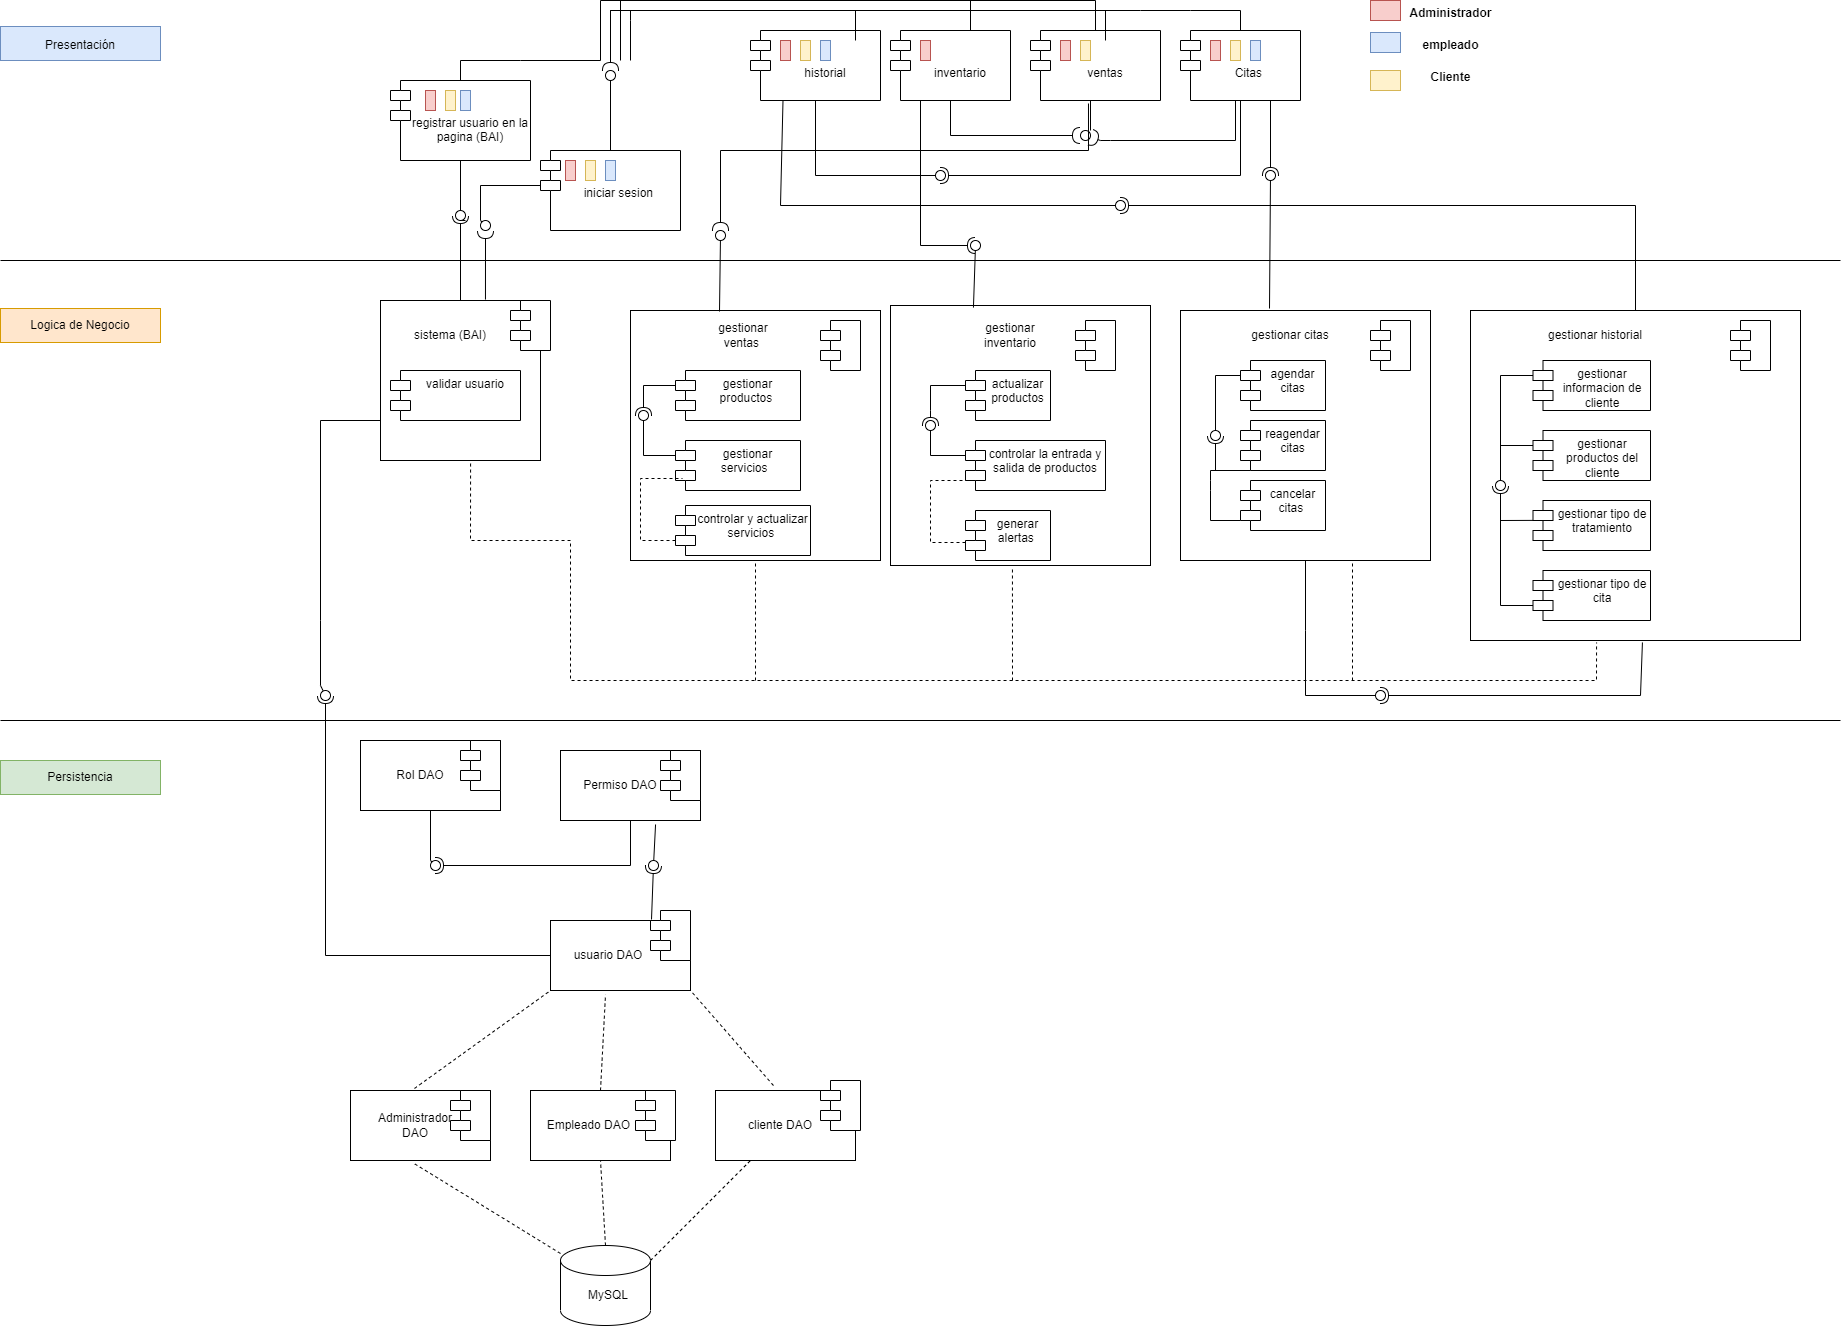 Administrador
empleado
Cliente
Presentación
historial
inventario
ventas
Citas
registrar usuario en la
pagina (BAI)
iniciar sesion
Logica de Negocio
sistema (BAI)
validar usuario
gestionar
ventas
gestionar
productos
gestionar
servicios
controlar y actualizar
servicios
gestionar
inventario
actualizar
productos
controlar la entrada y
salida de productos
generar
alertas
gestionar citas
agendar
citas
reagendar
citas
cancelar
citas
gestionar historial
gestionar
informacion de
cliente
gestionar
productos del
cliente
gestionar tipo de
tratamiento
gestionar tipo de
cita
Persistencia
Rol DAO
Permiso DAO
usuario DAO
Administrador
DAO
Empleado DAO
cliente DAO
MySQL